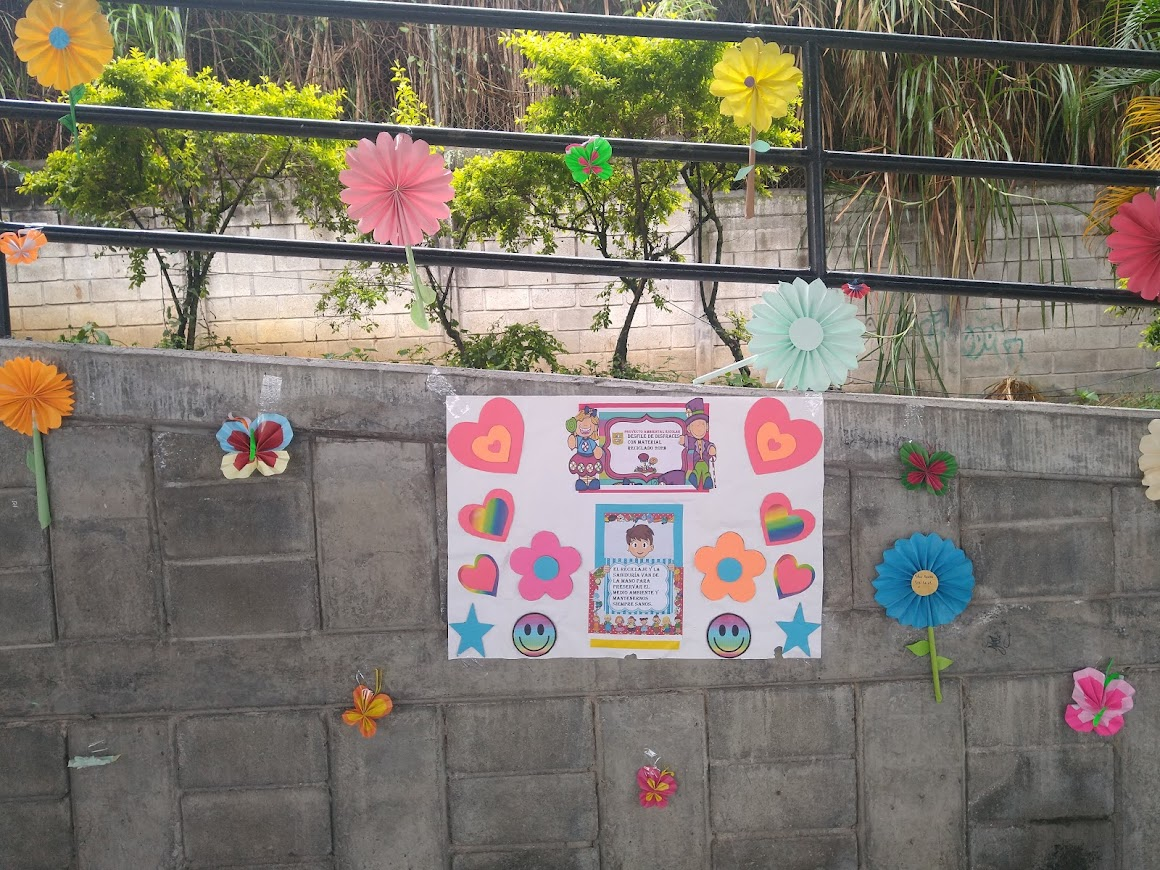 PROYECTO AMBIENTAL ESCOLAR
DESFILE DE DISFRACES
CON MATERIAL
RECICLADO
EL RECICLAJE Y LA
SABIDURÍA VAN DE
LA MANO PARA
PRESERVAR EL
MEDIO AMBIENTE Y
MANTENERNOS
SIEMPRE SANOS.